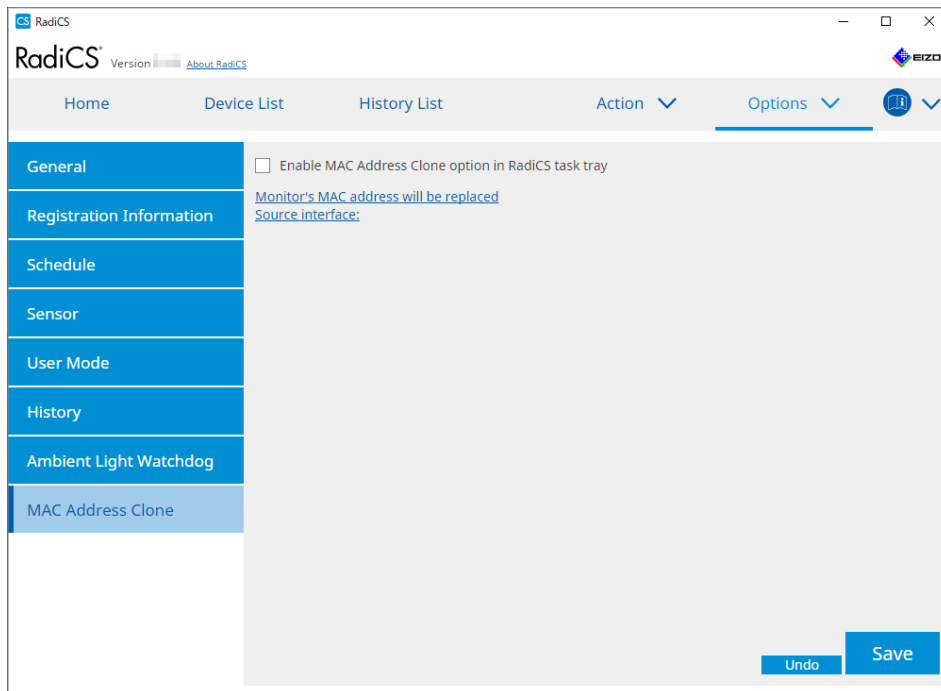 CS RadiCS
RadiCS® Version About RadiCS
EIZO
Home Device List History List Action Options
General
Registration Information
Schedule
Sensor
User Mode
History
Ambient Light Watchdog
MAC Address Clone
Enable MAC Address Clone option in RadiCS task tray
Monitor's MAC address will be replaced
Source interface:
Undo Save